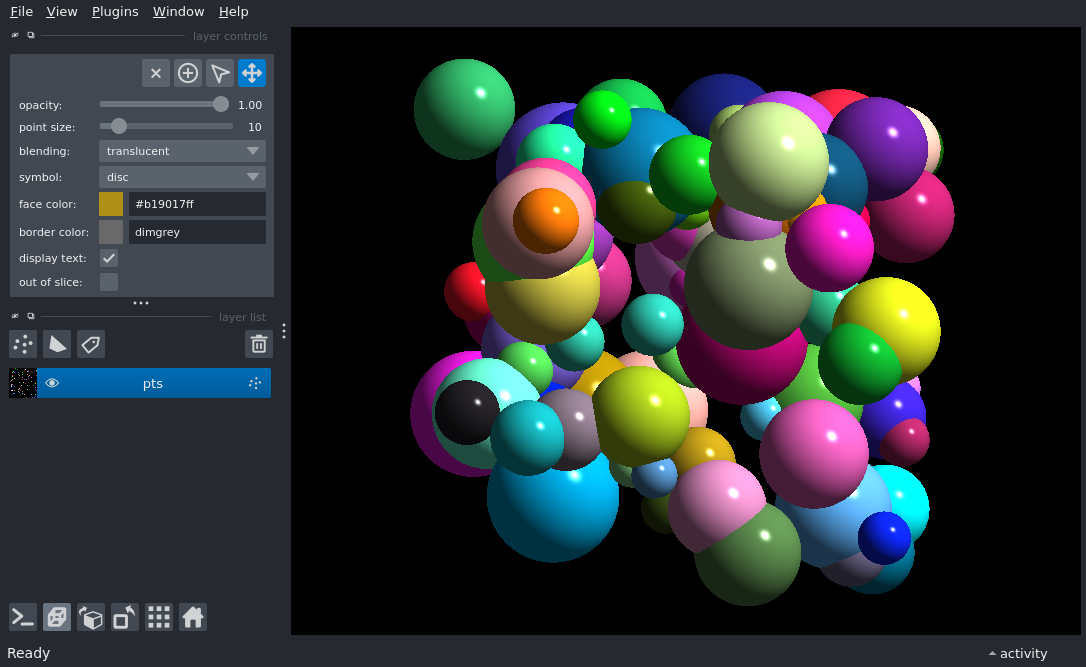 File View Plugins Window Help
layer controls
opacity: 1.00
point size: 10
blending: translucent
symbol: disc
face color: #b19017ff
border color: dimgrey
display text:
out of slice:
layer list
pts
Ready
activity